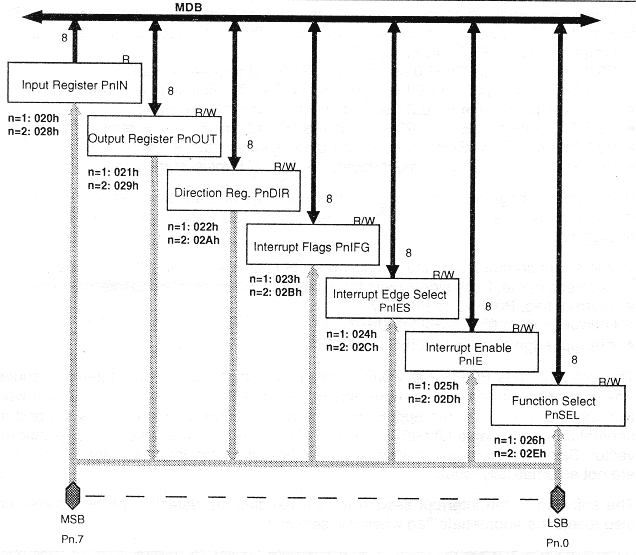 MDB
8
R
Input Register PnIN
n=1: 020h
n=2: 028h
8
R/W
Output Register PnOUT
n=1: 021h
n=2: 029h
8
R/W
Direction Reg. PnDIR
n=1: 022h
n=2: 02Ah
8
R/W
Interrupt Flags PnIFG
n=1: 023h
n=2: 02Bh
8
R/W
Interrupt Edge Select
PnIES
n=1: 024h
n=2: 02Ch
8
R/W
Interrupt Enable
PnIE
n=1: 025h
n=2: 02Dh
8
R/W
Function Select
PnSEL
n=1: 026h
n=2: 02Eh
MSB
Pn.7
LSB
Pn.0